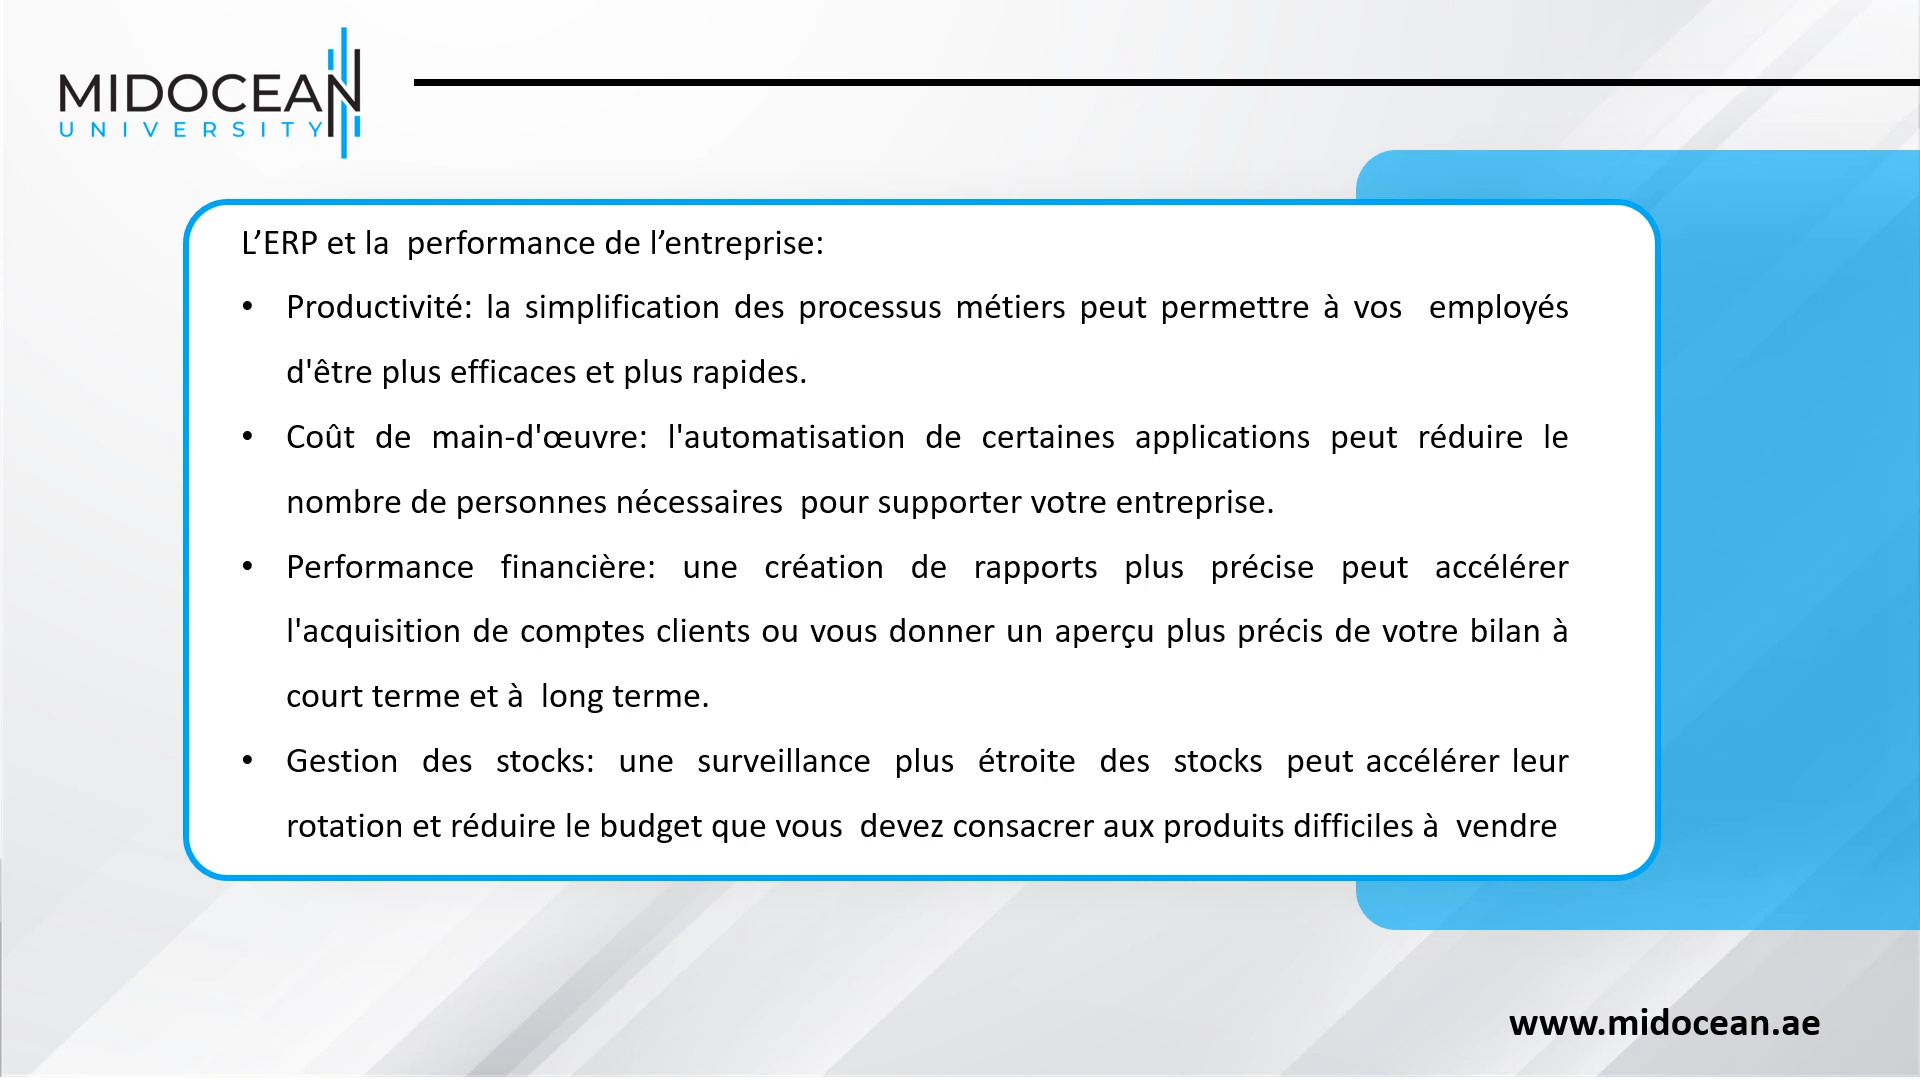 MIDOCEAN
UNIVERSITY
L’ERP et la performance de l’entreprise:
• Productivité: la simplification des processus métiers peut permettre à vos employés
d'être plus efficaces et plus rapides.
• Coût de main-d'œuvre: l'automatisation de certaines applications peut réduire le
nombre de personnes nécessaires pour supporter votre entreprise.
• Performance financière: une création de rapports plus précise peut accélérer
l'acquisition de comptes clients ou vous donner un aperçu plus précis de votre bilan à
court terme et à long terme.
• Gestion des stocks: une surveillance plus étroite des stocks peut accélérer leur
rotation et réduire le budget que vous devez consacrer aux produits difficiles à vendre
www.midocean.ae